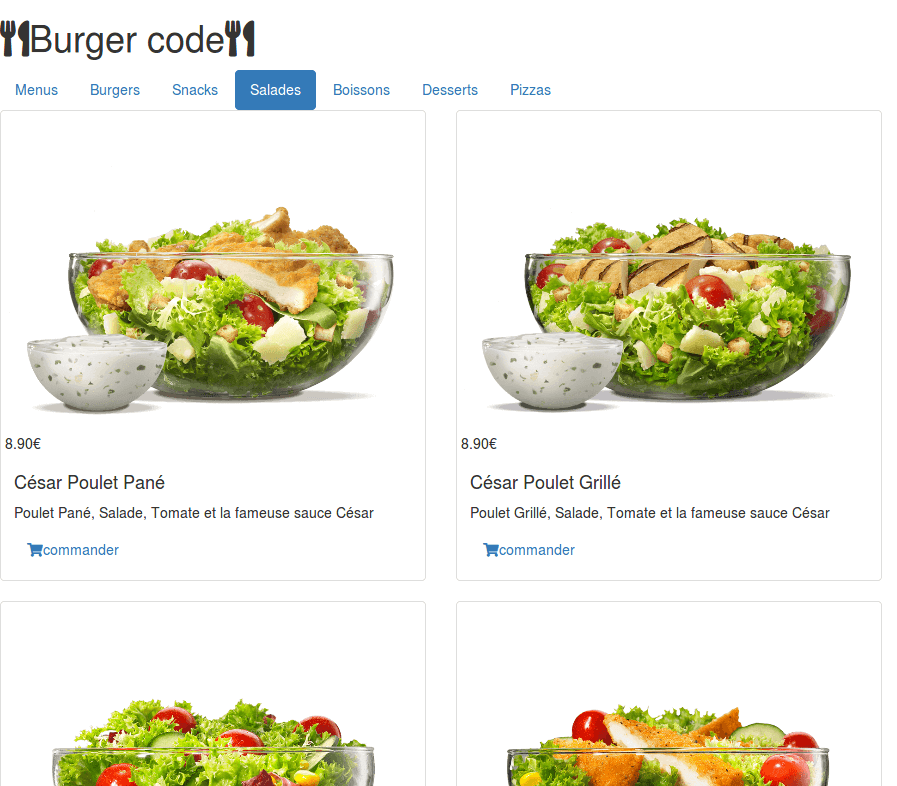 Burger code
Menus Burgers Snacks Salades Boissons Desserts Pizzas
8.90€
César Poulet Pané
Poulet Pané, Salade, Tomate et la fameuse sauce César
commander
8.90€
César Poulet Grillé
Poulet Grillé, Salade, Tomate et la fameuse sauce César
commander